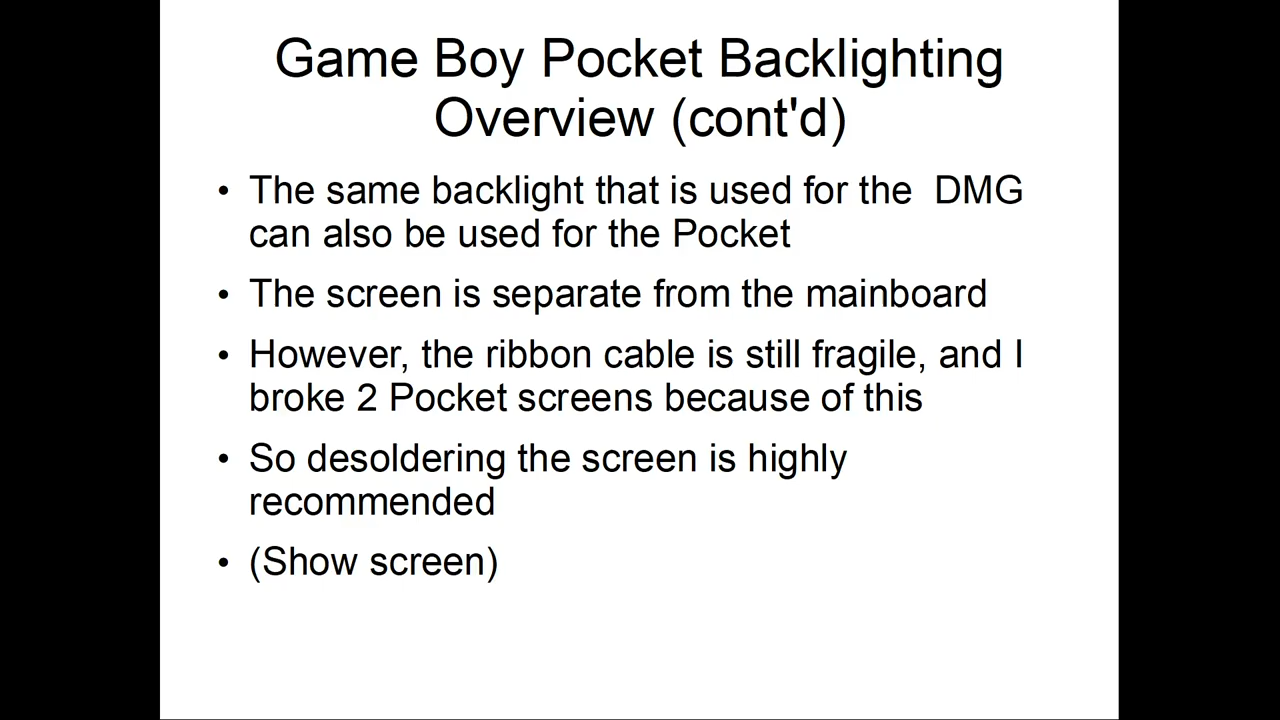 Game Boy Pocket Backlighting
Overview (cont'd)
• The same backlight that is used for the  DMG
can also be used for the Pocket
• The screen is separate from the mainboard
• However, the ribbon cable is still fragile, and I
broke 2 Pocket screens because of this
• So desoldering the screen is highly
recommended
• (Show screen)